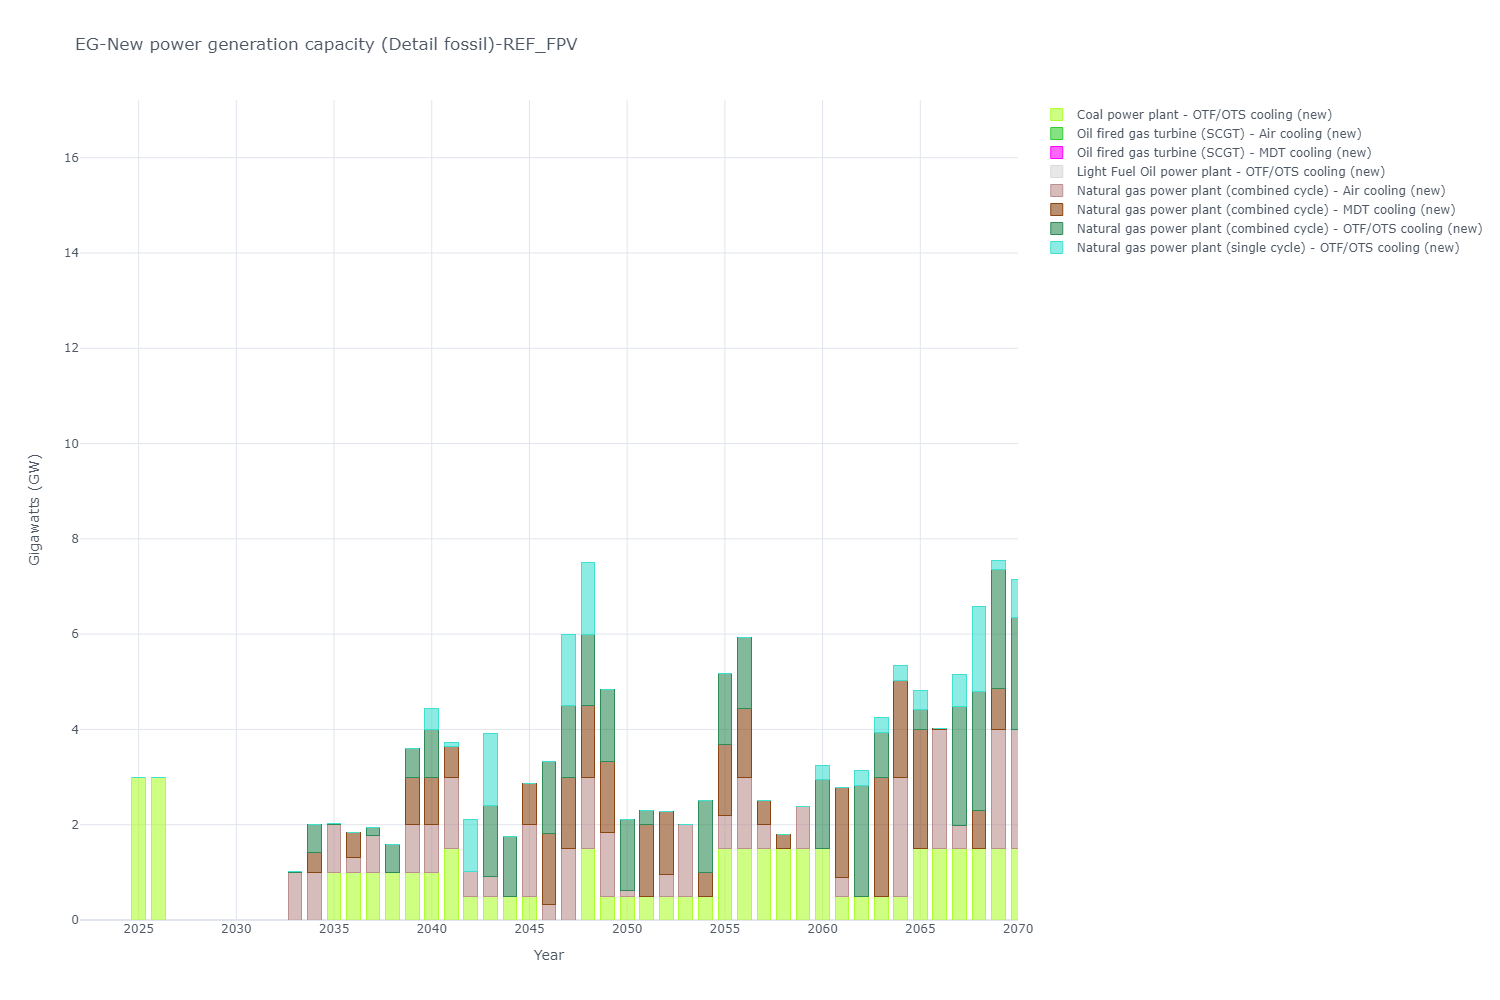 EG-New power generation capacity (Detail fossil)-REF_FPV
Coal power plant - OTF/OTS cooling (new)
Oil fired gas turbine (SCGT) - Air cooling (new)
Oil fired gas turbine (SCGT) - MDT cooling (new)
Light Fuel Oil power plant - OTF/OTS cooling (new)
Natural gas power plant (combined cycle) - Air cooling (new)
Natural gas power plant (combined cycle) - MDT cooling (new)
Natural gas power plant (combined cycle) - OTF/OTS cooling (new)
Natural gas power plant (single cycle) - OTF/OTS cooling (new)
16
14
12
10
8
6
4
2
0
Gigawatts (GW)
2025 2030 2035 2040 2045 2050 2055 2060 2065 2070
Year